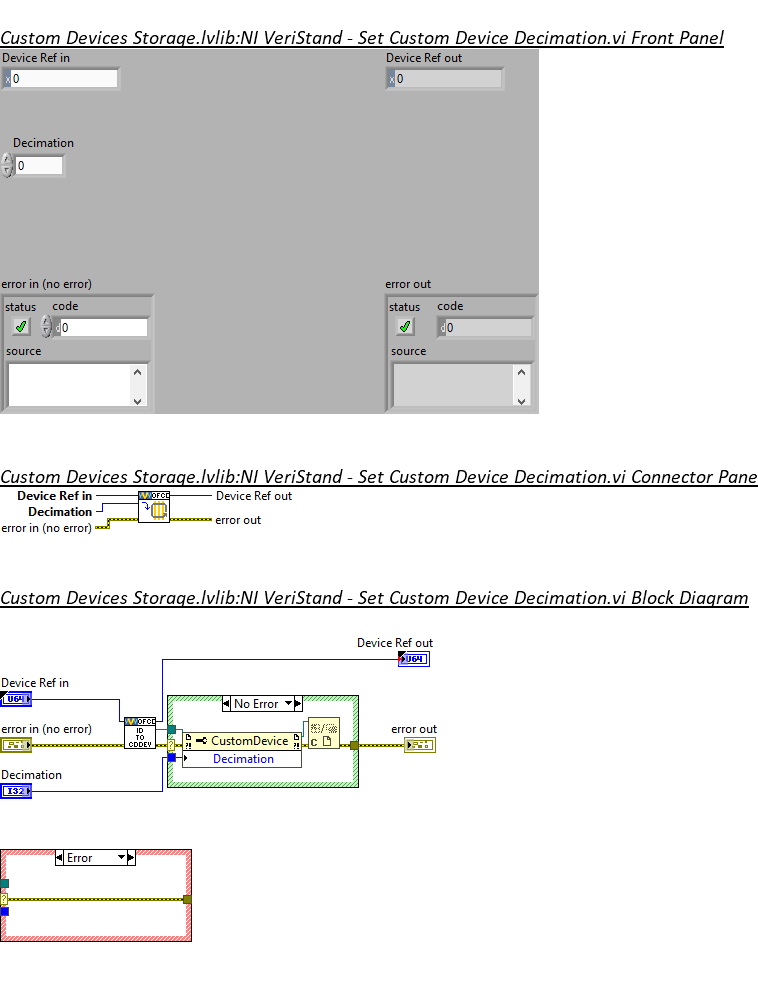 Custom Devices Storage.lvlib:NI VeriStand - Set Custom Device Decimation.vi Front Panel
Device Ref in
Device Ref out
x 0
x 0
Decimation
0
error in (no error)
error out
status code
status code
d 0
d 0
source
source
Custom Devices Storage.lvlib:NI VeriStand - Set Custom Device Decimation.vi Connector Pane
Device Ref in
Device Ref out
Decimation
error in (no error)
error out
Custom Devices Storage.lvlib:NI VeriStand - Set Custom Device Decimation.vi Block Diagram
Device Ref out
U64
Device Ref in
U64
No Error
error in (no error)
ID
TO
CDDEV
? CustomDevice
error out
Decimation
Decimation
I32
Error
?